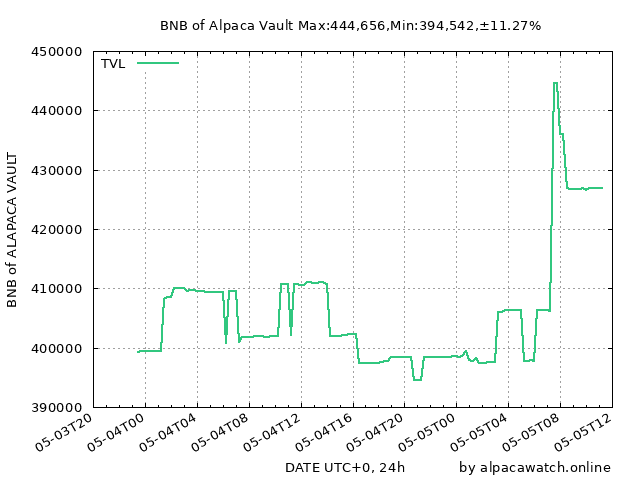 BNB of Alpaca Vault Max:444,656,Min:394,542,±11.27%
450000
TVL
440000
430000
420000
410000
400000
390000
BNB of ALAPACA VAULT
05-03T20
05-04T00
05-04T04
05-04T08
05-04T12
05-04T16
05-04T20
05-05T00
05-05T04
05-05T08
05-05T12
DATE UTC+0, 24h
by alpacawatch.online